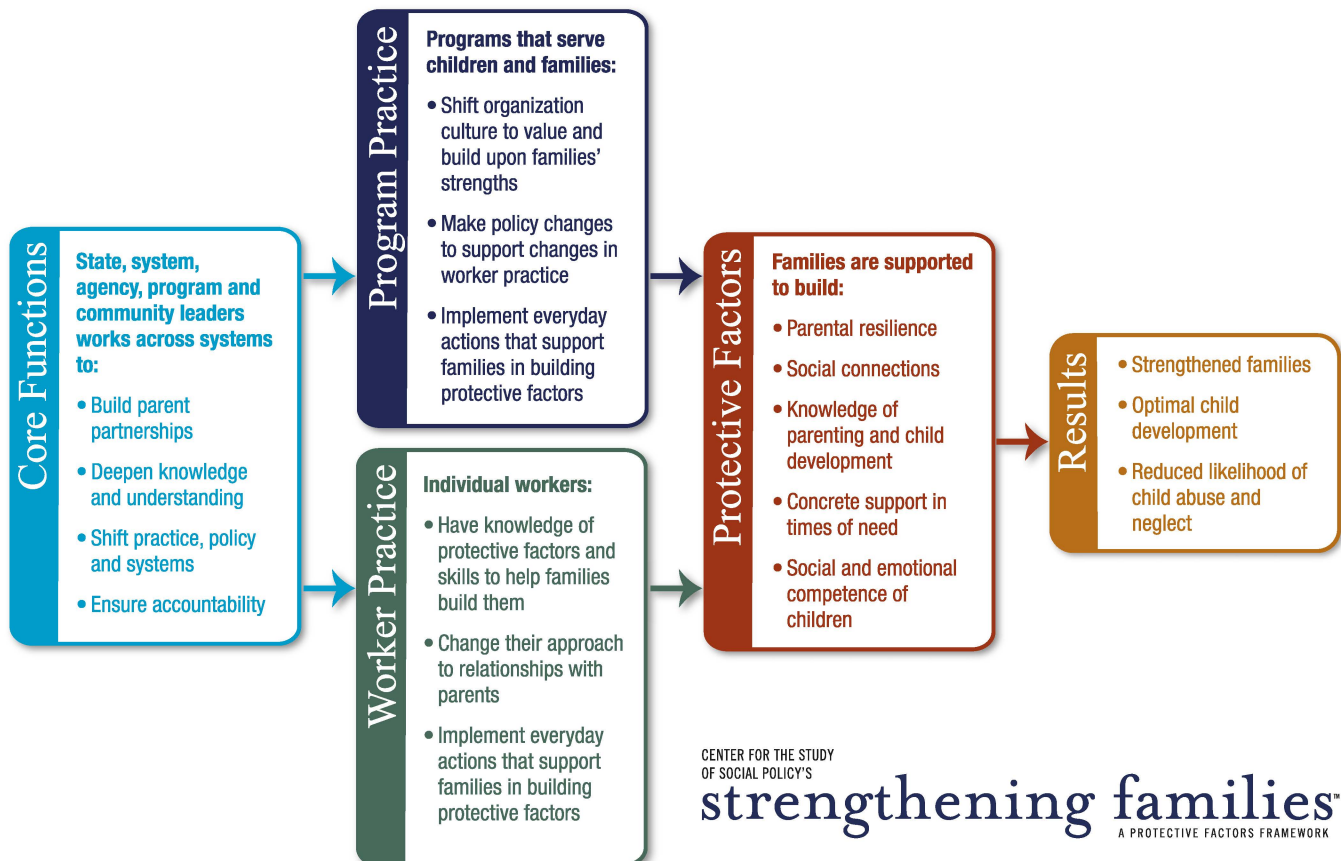 Core Functions
State, system,
agency, program and
community leaders
works across systems
to:
• Build parent
partnerships
• Deepen knowledge
and understanding
• Shift practice, policy
and systems
• Ensure accountability
Program Practice
Programs that serve
children and families:
• Shift organization
culture to value and
build upon families’
strengths
• Make policy changes
to support changes in
worker practice
• Implement everyday
actions that support
families in building
protective factors
Worker Practice
Individual workers:
• Have knowledge of
protective factors and
skills to help families
build them
• Change their approach
to relationships with
parents
• Implement everyday
actions that support
families in building
protective factors
Protective Factors
Families are supported
to build:
• Parental resilience
• Social connections
• Knowledge of
parenting and child
development
• Concrete support in
times of need
• Social and emotional
competence of
children
Results
• Strengthened families
• Optimal child
development
• Reduced likelihood of
child abuse and
neglect
CENTER FOR THE STUDY
OF SOCIAL POLICY’S
strengthening families™
A PROTECTIVE FACTORS FRAMEWORK